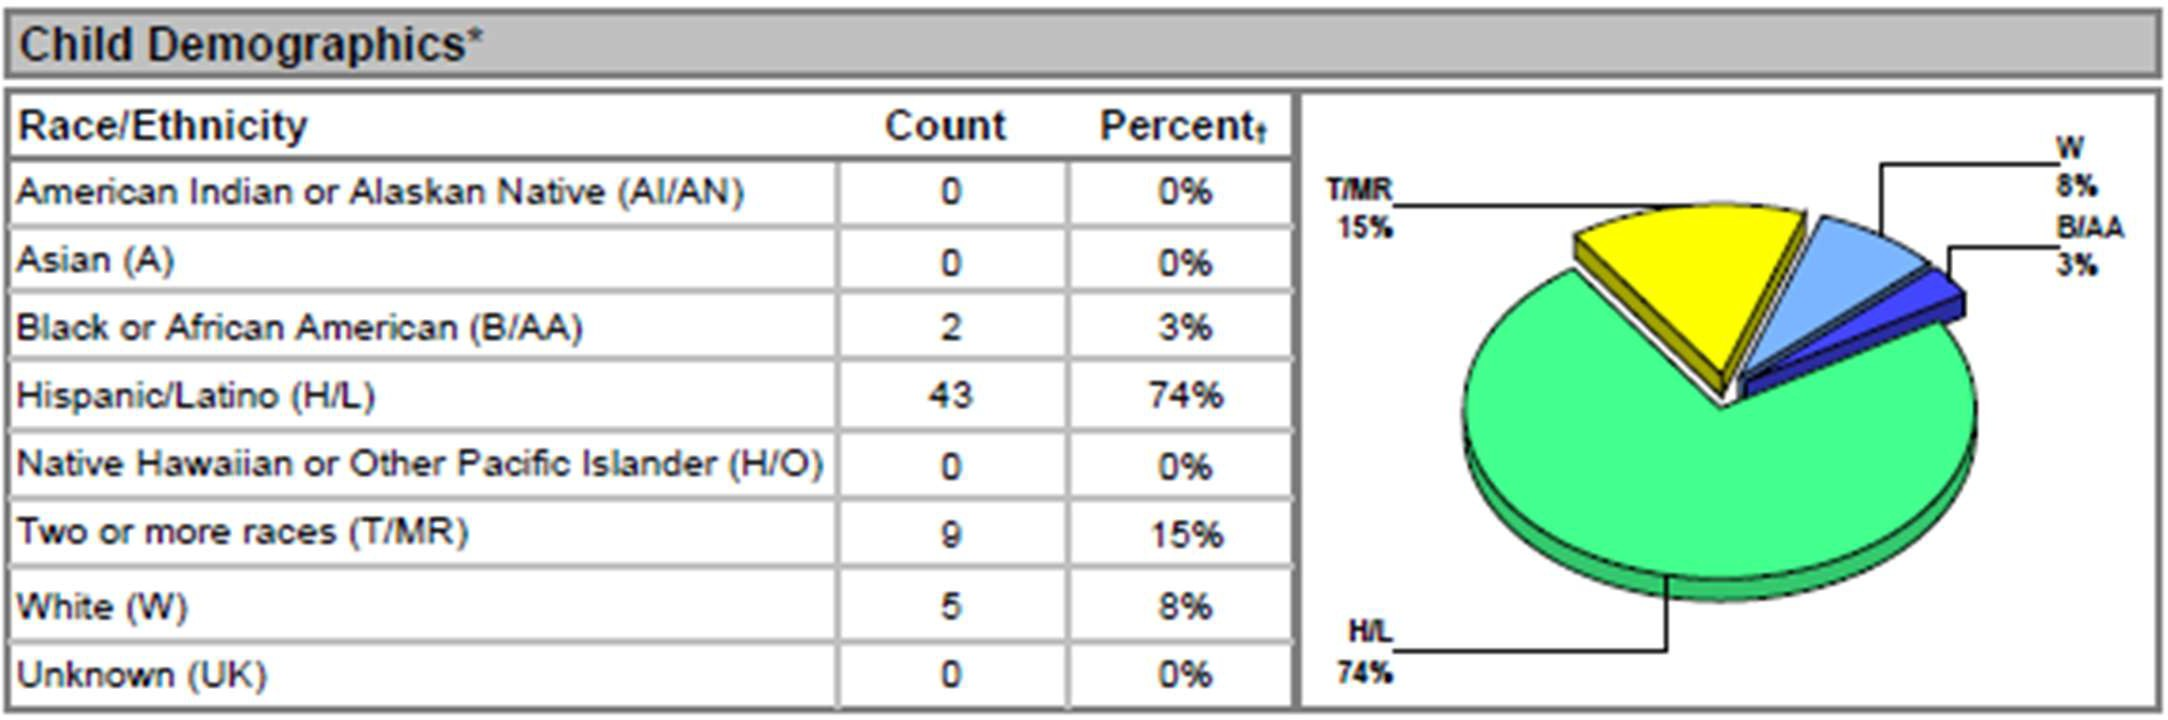 Child Demographics*
Race/Ethnicity Count Percent†
American Indian or Alaskan Native (AI/AN) 0 0%
Asian (A) 0 0%
Black or African American (B/AA) 2 3%
Hispanic/Latino (H/L) 43 74%
Native Hawaiian or Other Pacific Islander (H/O) 0 0%
Two or more races (T/MR) 9 15%
White (W) 5 8%
Unknown (UK) 0 0%
T/MR
15%
W
8%
B/AA
3%
H/L
74%